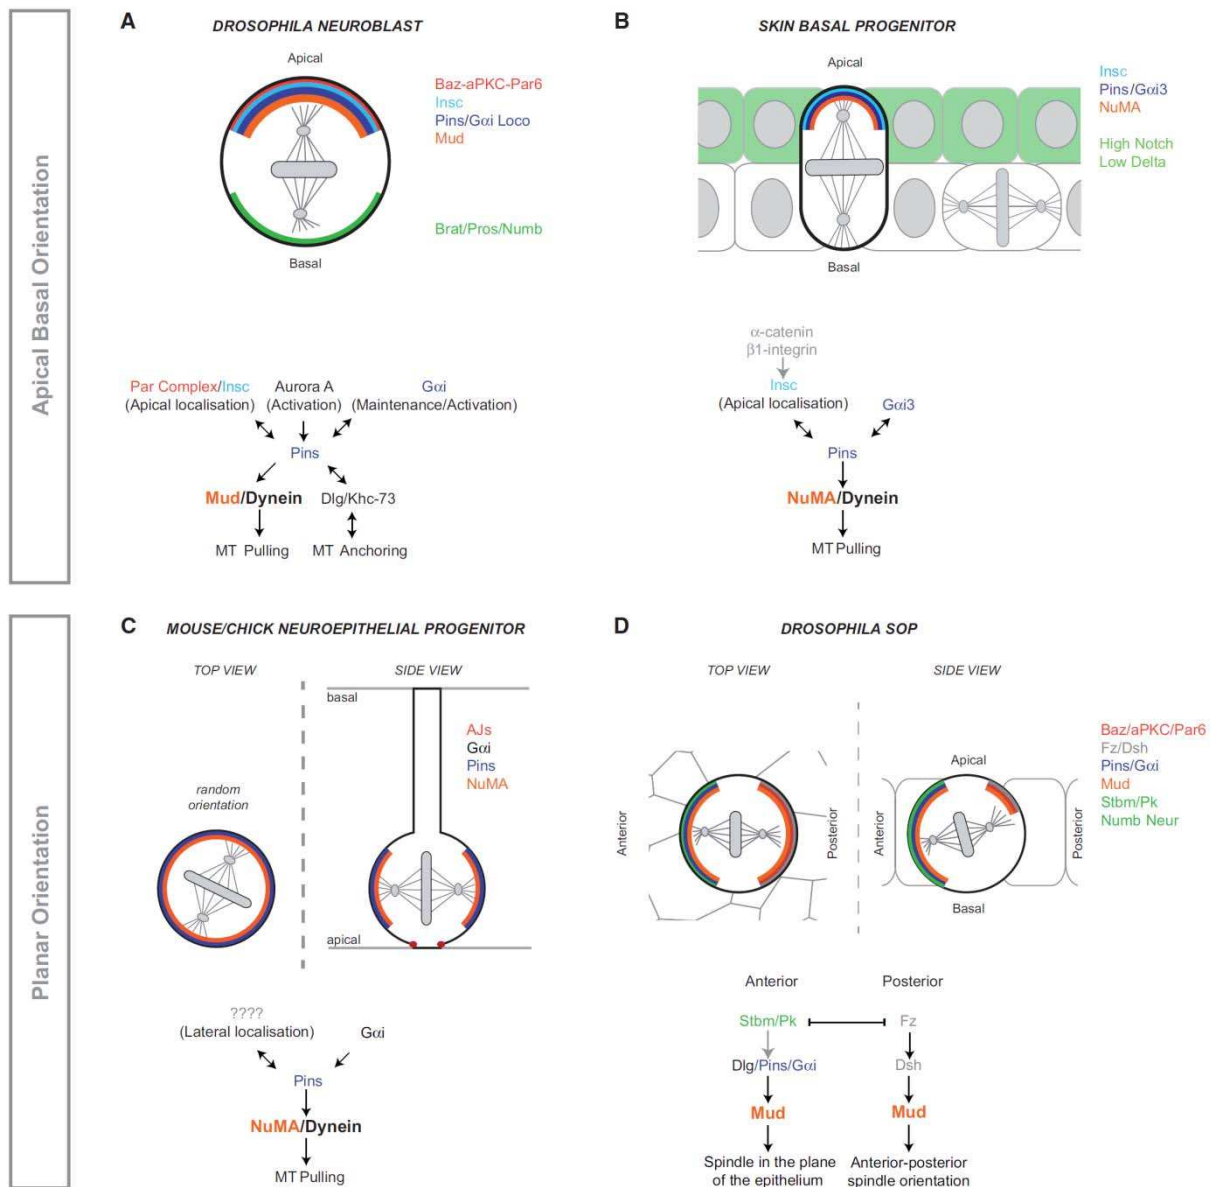 Apical Basal Orientation
A
DROSOPHILA NEUROBLAST
Apical
Baz-aPKC-Par6
Insc
Pins/Gαi Loco
Mud
Brat/Pros/Numb
Basal
Par Complex/Insc
(Apical localisation)
Aurora A
(Activation)
Gαi
(Maintenance/Activation)
Pins
Mud/Dynein
Dlg/Khc-73
MT Pulling
MT Anchoring
B
SKIN BASAL PROGENITOR
Apical
Insc
Pins/Gαi3
NuMA
High Notch
Low Delta
Basal
α-catenin
β1-integrin
Insc
(Apical localisation)
Gαi3
Pins
NuMA/Dynein
MT Pulling
Planar Orientation
C
MOUSE/CHICK NEUROEPITHELIAL PROGENITOR
TOP VIEW
SIDE VIEW
basal
AJs
Gαi
Pins
NuMA
random
orientation
apical
????
(Lateral localisation)
Gαi
Pins
NuMA/Dynein
MT Pulling
D
DROSOPHILA SOP
TOP VIEW
SIDE VIEW
Baz/aPKC/Par6
Fz/Dsh
Pins/Gαi
Mud
Stbm/Pk
Numb Neur
Apical
Anterior
Posterior
Anterior
Posterior
Basal
Anterior
Posterior
Stbm/Pk
Fz
Dlg/Pins/Gαi
Dsh
Mud
Mud
Spindle in the plane
of the epithelium
Anterior-posterior
spindle orientation